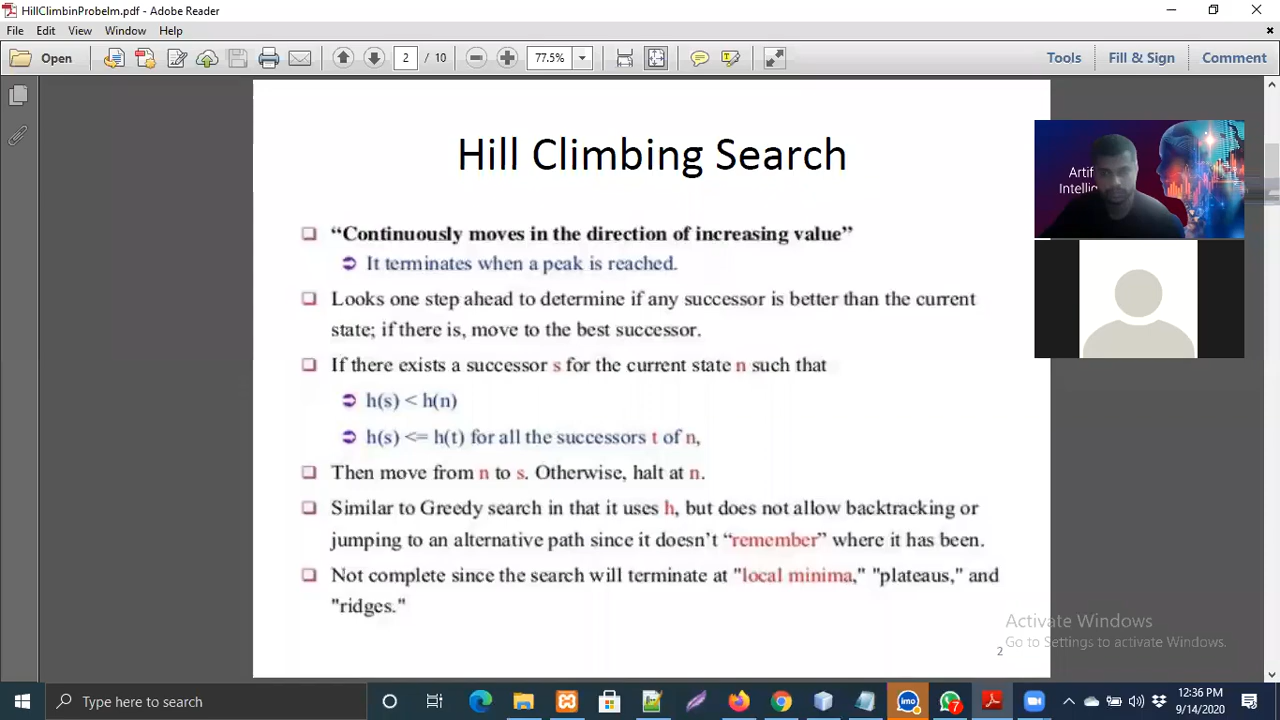 HillClimbinProbelm.pdf - Adobe Reader
File Edit View Window Help
Open 2 / 10 77.5% Tools Fill & Sign Comment
Hill Climbing Search
“Continuously moves in the direction of increasing value”
It terminates when a peak is reached.
Looks one step ahead to determine if any successor is better than the current
state; if there is, move to the best successor.
If there exists a successor s for the current state n such that
h(s) < h(n)
h(s) <= h(t) for all the successors t of n,
Then move from n to s. Otherwise, halt at n.
Similar to Greedy search in that it uses h, but does not allow backtracking or
jumping to an alternative path since it doesn’t “remember” where it has been.
Not complete since the search will terminate at "local minima," "plateaus," and
"ridges."
2
Artif
Intellig
Activate Windows
Go to Settings to activate Windows.
Type here to search
imo
7
12:36 PM
9/14/2020